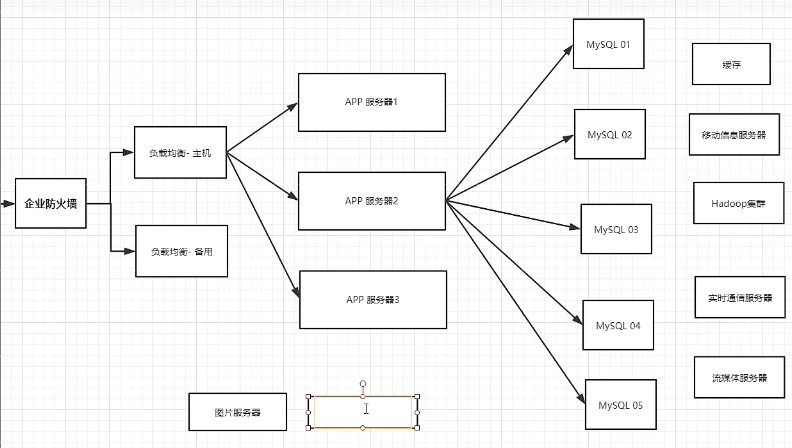 企业防火墙
负载均衡- 主机
负载均衡- 备用
APP 服务器1
APP 服务器2
APP 服务器3
MySQL 01
MySQL 02
MySQL 03
MySQL 04
MySQL 05
缓存
移动信息服务器
Hadoop集群
实时通信服务器
流媒体服务器
图片服务器